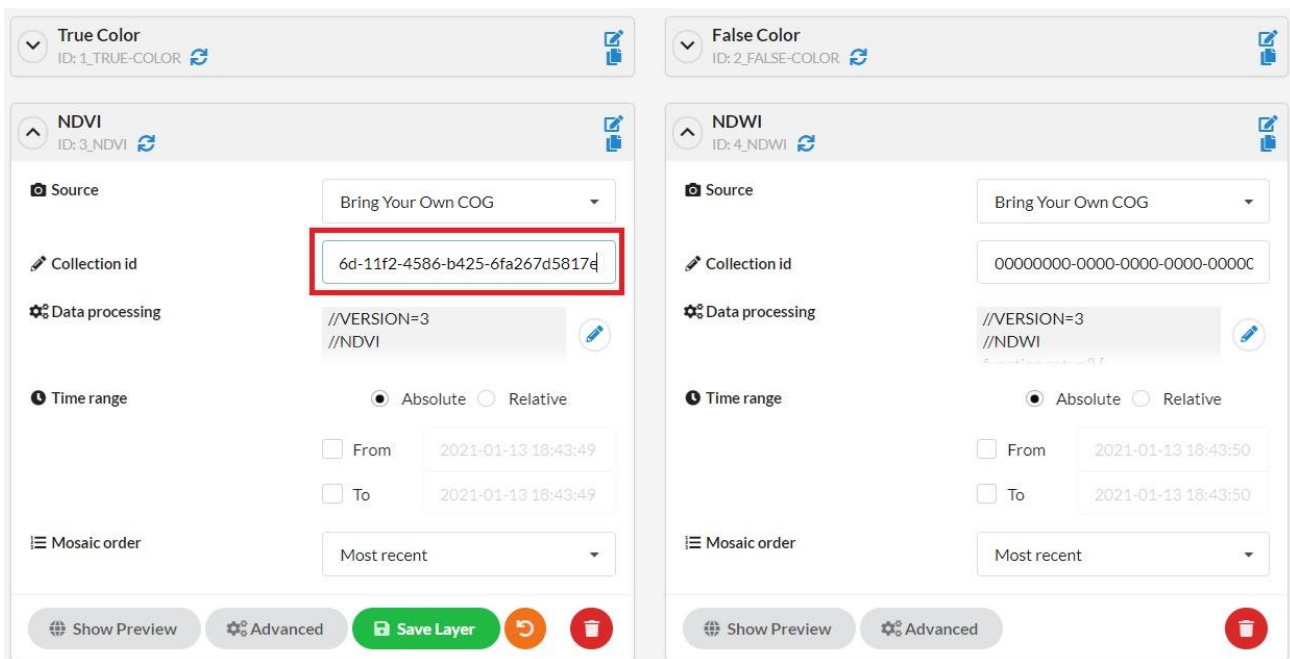 True Color
ID: 1_TRUE-COLOR
False Color
ID: 2_FALSE-COLOR
NDVI
ID: 3_NDVI
Source
Bring Your Own COG
Collection id
6d-11f2-4586-b425-6fa267d5817e
Data processing
//VERSION=3
//NDVI
Time range
Absolute Relative
From 2021-01-13 18:43:49
To 2021-01-13 18:43:49
Mosaic order
Most recent
Show Preview Advanced Save Layer
NDWI
ID: 4_NDWI
Source
Bring Your Own COG
Collection id
00000000-0000-0000-0000-00000
Data processing
//VERSION=3
//NDWI
Time range
Absolute Relative
From 2021-01-13 18:43:50
To 2021-01-13 18:43:50
Mosaic order
Most recent
Show Preview Advanced